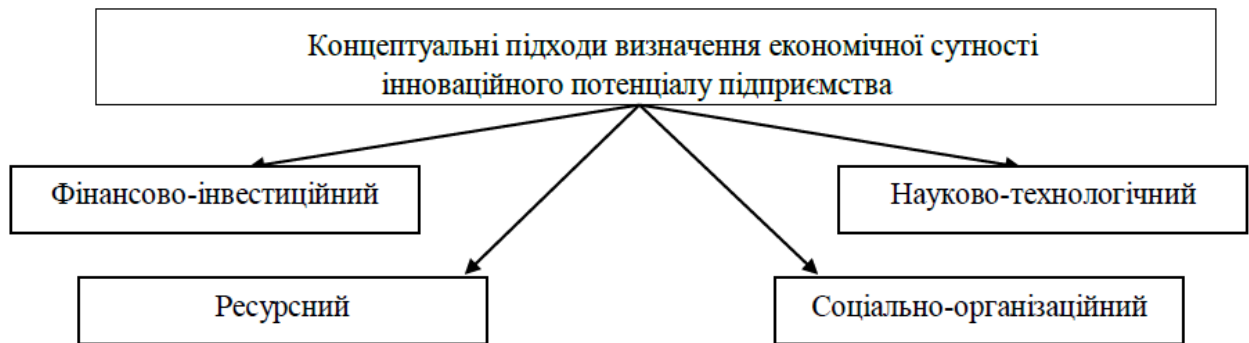 Концептуальні підходи визначення економічної сутності
інноваційного потенціалу підприємства
Фінансово-інвестиційний
Науково-технологічний
Ресурсний
Соціально-організаційний